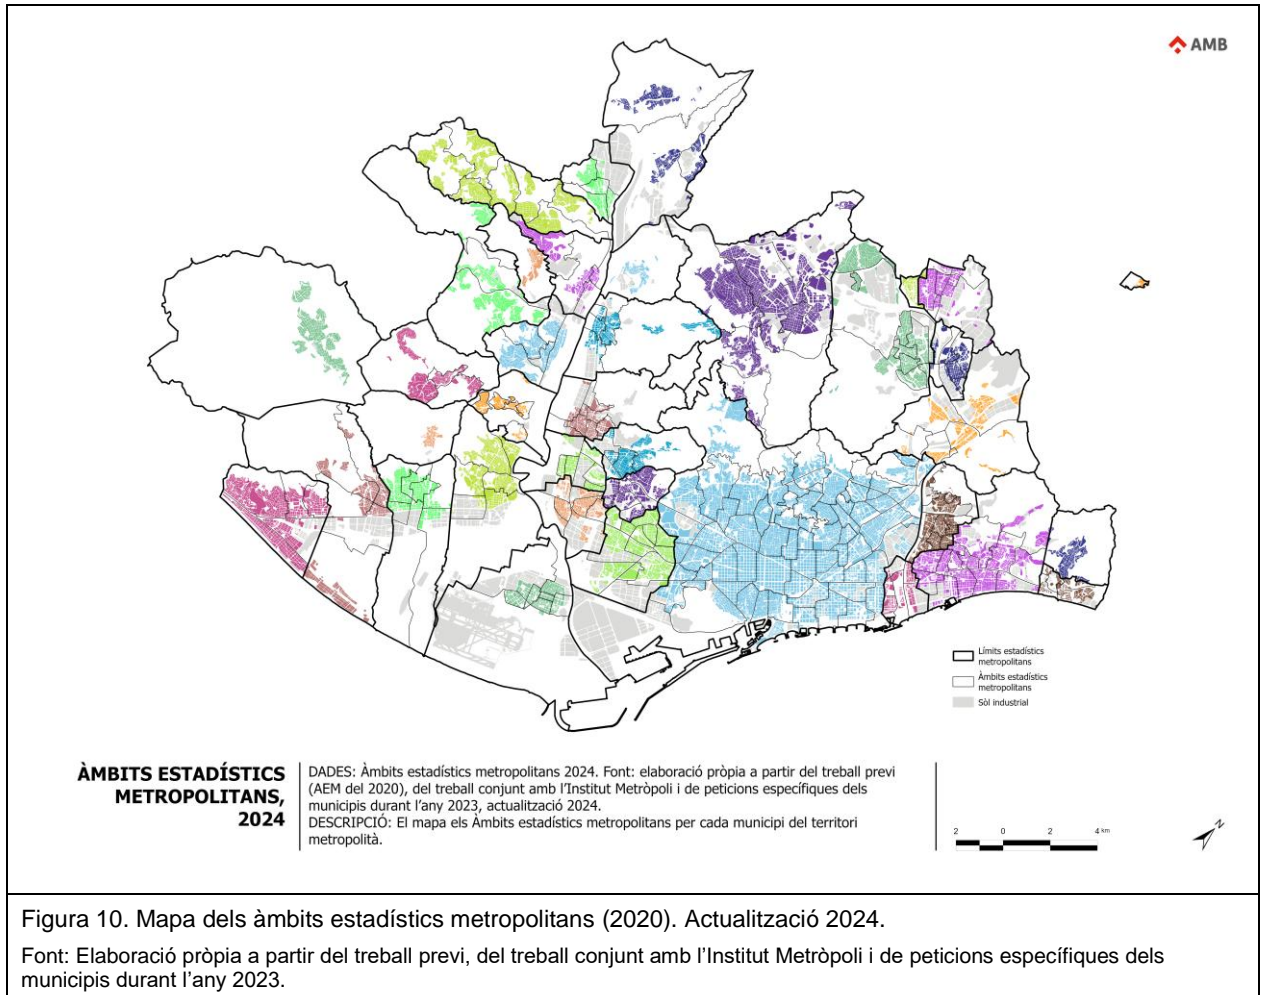 AMB
Límits estadístics
metropolitans
Àmbits estadístics
metropolitans
Sòl industrial
ÀMBITS ESTADÍSTICS
METROPOLITANS,
2024
DADES: Àmbits estadístics metropolitans 2024. Font: elaboració pròpia a partir del treball previ
(AEM del 2020), del treball conjunt amb l'Institut Metròpoli i de peticions específiques dels
municipis durant l'any 2023, actualització 2024.
DESCRIPCIÓ: El mapa els Àmbits estadístics metropolitans per cada municipi del territori
metropolità.
2 0 2 4 km
N
Figura 10. Mapa dels àmbits estadístics metropolitans (2020). Actualització 2024.
Font: Elaboració pròpia a partir del treball previ, del treball conjunt amb l'Institut Metròpoli i de peticions específiques dels
municipis durant l'any 2023.